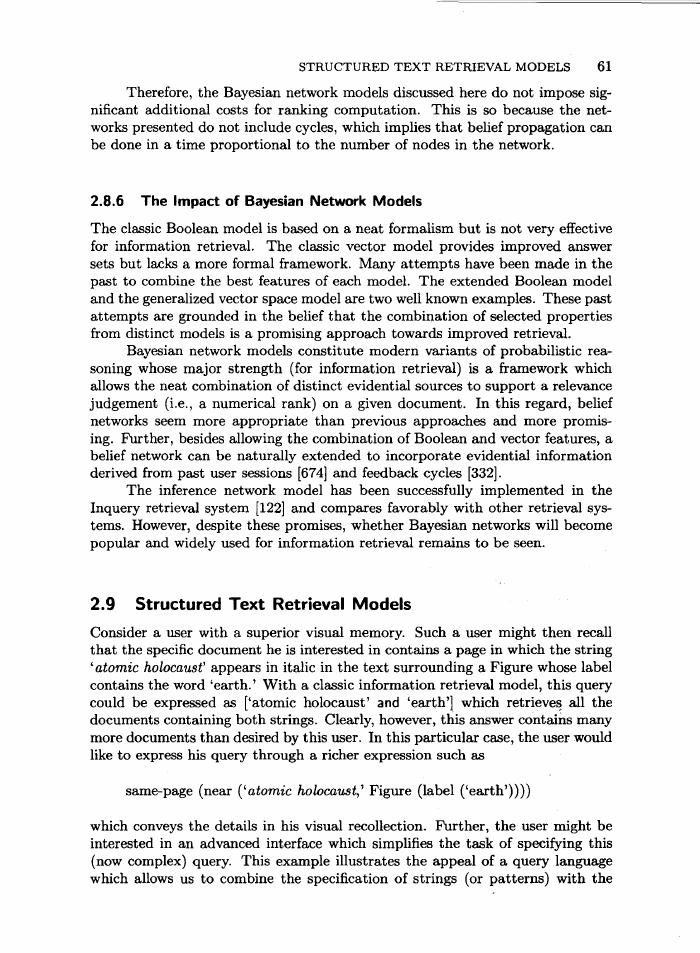 STRUCTURED TEXT RETRIEVAL MODELS 61
Therefore, the Bayesian network models discussed here do not impose sig-
nificant additional costs for ranking computation. This is so because the net-
works presented do not include cycles, which implies that belief propagation can
be done in a time proportional to the number of nodes in the network.
2.8.6 The Impact of Bayesian Network Models
The classic Boolean model is based on a neat formalism but is not very effective
for information retrieval. The classic vector model provides improved answer
sets but lacks a more formal framework. Many attempts have been made in the
past to combine the best features of each model. The extended Boolean model
and the generalized vector space model are two well known examples. These past
attempts are grounded in the belief that the combination of selected properties
from distinct models is a promising approach towards improved retrieval.
Bayesian network models constitute modern variants of probabilistic rea-
soning whose major strength (for information retrieval) is a framework which
allows the neat combination of distinct evidential sources to support a relevance
judgement (i.e., a numerical rank) on a given document. In this regard, belief
networks seem more appropriate than previous approaches and more promis-
ing. Further, besides allowing the combination of Boolean and vector features, a
belief network can be naturally extended to incorporate evidential information
derived from past user sessions [674] and feedback cycles [332].
The inference network model has been successfully implemented in the
Inquery retrieval system [122] and compares favorably with other retrieval sys-
tems. However, despite these promises, whether Bayesian networks will become
popular and widely used for information retrieval remains to be seen.
2.9 Structured Text Retrieval Models
Consider a user with a superior visual memory. Such a user might then recall
that the specific document he is interested in contains a page in which the string
‘atomic holocaust’ appears in italic in the text surrounding a Figure whose label
contains the word ‘earth.’ With a classic information retrieval model, this query
could be expressed as [‘atomic holocaust’ and ‘earth’] which retrieves all the
documents containing both strings. Clearly, however, this answer contains many
more documents than desired by this user. In this particular case, the user would
like to express his query through a richer expression such as
same-page (near (‘atomic holocaust,’ Figure (label (‘earth’))))
which conveys the details in his visual recollection. Further, the user might be
interested in an advanced interface which simplifies the task of specifying this
(now complex) query. This example illustrates the appeal of a query language
which allows us to combine the specification of strings (or patterns) with the